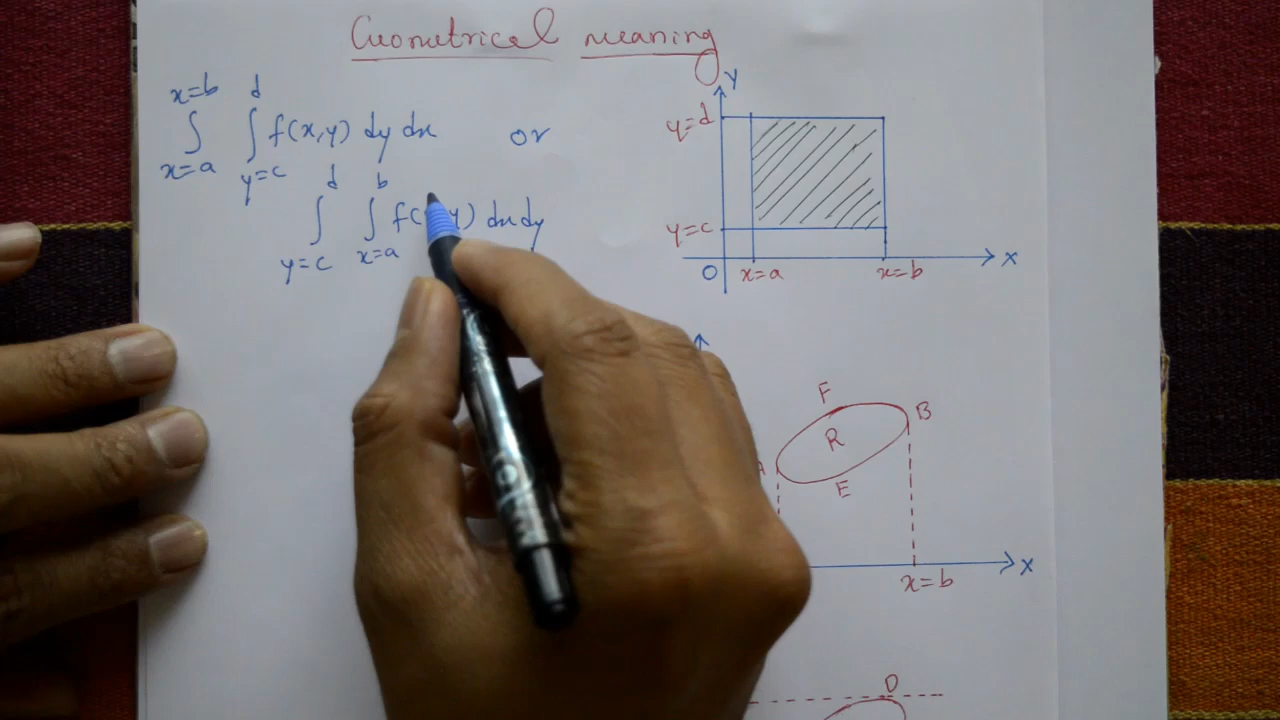 Geometrical meaning
x=b d
∫ ∫ f(x,y) dy dx or
x=a y=c
d b
∫ ∫ f( y) dx dy
y=c x=a
Y
y=d
y=c
O x=a x=b X
F
B
R
A
E
X
x=b
D